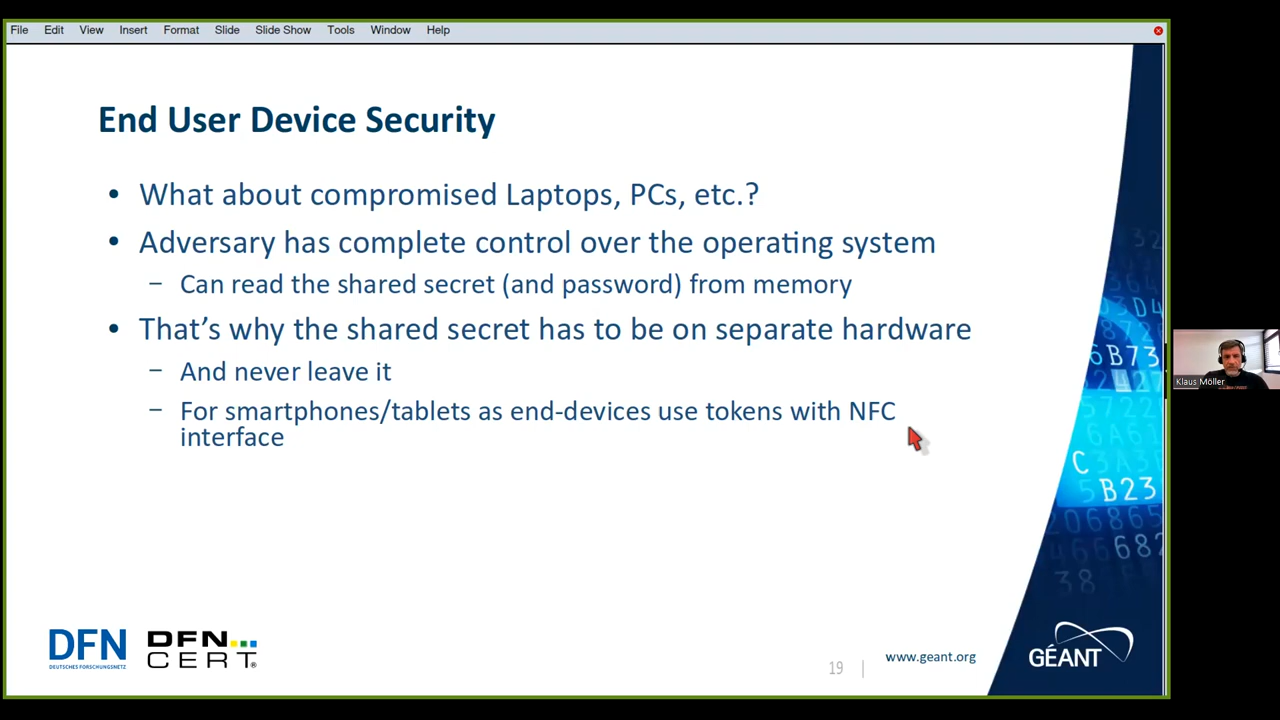 File Edit View Insert Format Slide Slide Show Tools Window Help
End User Device Security
• What about compromised Laptops, PCs, etc.?
• Adversary has complete control over the operating system
– Can read the shared secret (and password) from memory
• That's why the shared secret has to be on separate hardware
– And never leave it
– For smartphones/tablets as end-devices use tokens with NFC
interface
Klaus Möller
6B73
C
B23
682
38
DFN
DEUTSCHES FORSCHUNGSNETZ
DFN
CERT®
19
www.geant.org
GÉANT